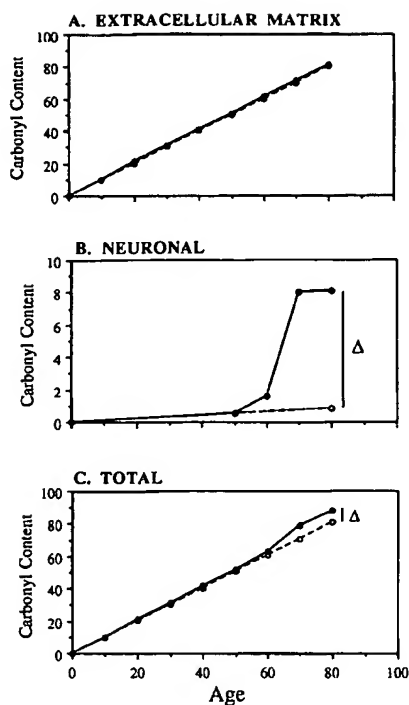 A. EXTRACELLULAR MATRIX
Carbonyl Content
100
80
60
40
20
0
B. NEURONAL
Carbonyl Content
10
8
6
4
2
0
Δ
C. TOTAL
Carbonyl Content
100
80
60
40
20
0
Δ
0 20 40 60 80 100
Age